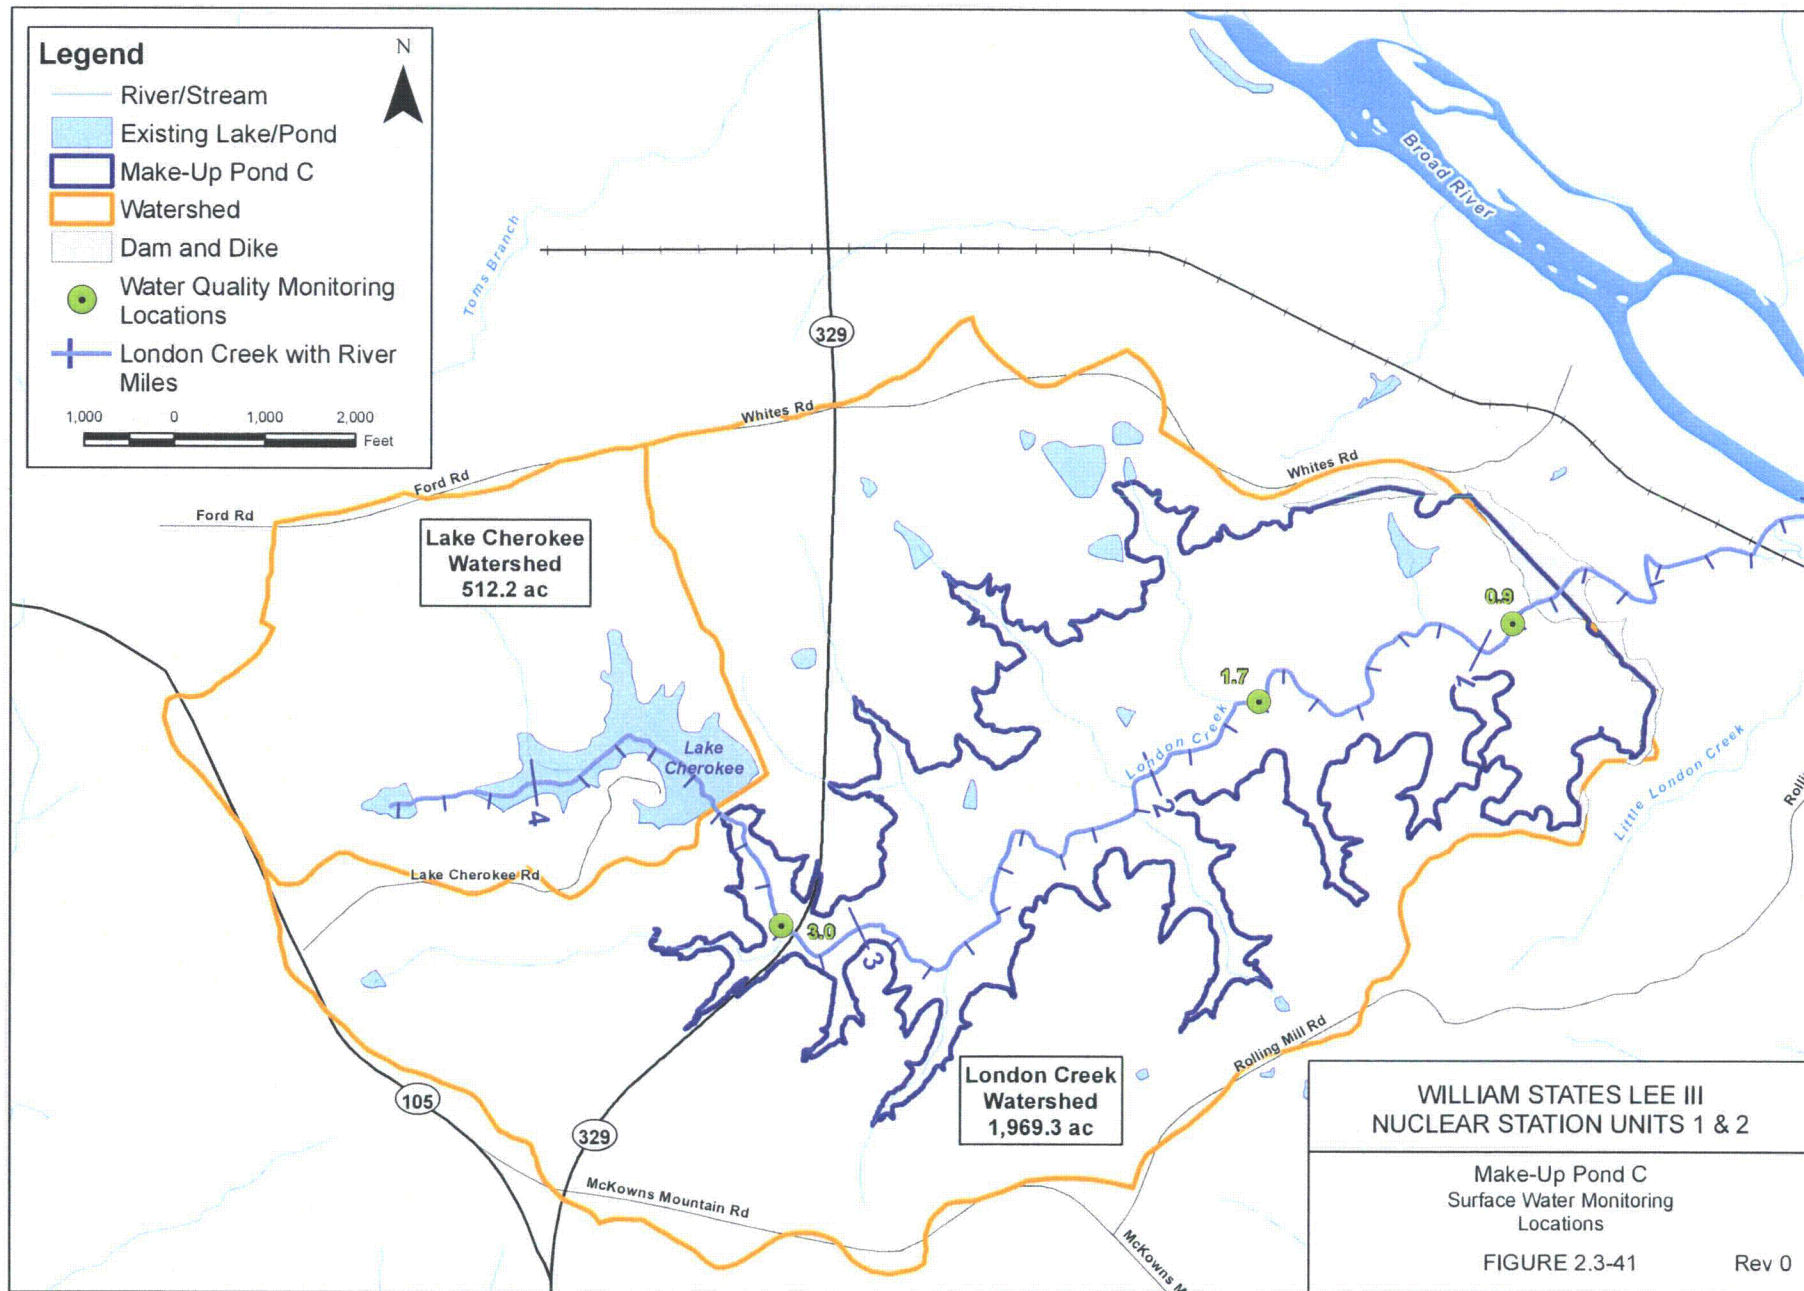 Legend
N
River/Stream
Existing Lake/Pond
Make-Up Pond C
Watershed
Dam and Dike
Water Quality Monitoring
Locations
London Creek with River
Miles
1,000 0 1,000 2,000
Feet
Toms Branch
Broad River
329
Whites Rd
Ford Rd
Ford Rd
Whites Rd
Lake Cherokee
Watershed
512.2 ac
0.9
1.7
1
London Creek
Little London Creek
Lake
Cherokee
2
4
Lake Cherokee Rd
3.0
3
Rolling Mill Rd
London Creek
Watershed
1,969.3 ac
105
329
McKowns Mountain Rd
McKowns M
Rolli
WILLIAM STATES LEE III
NUCLEAR STATION UNITS 1 & 2
Make-Up Pond C
Surface Water Monitoring
Locations
FIGURE 2.3-41 Rev 0